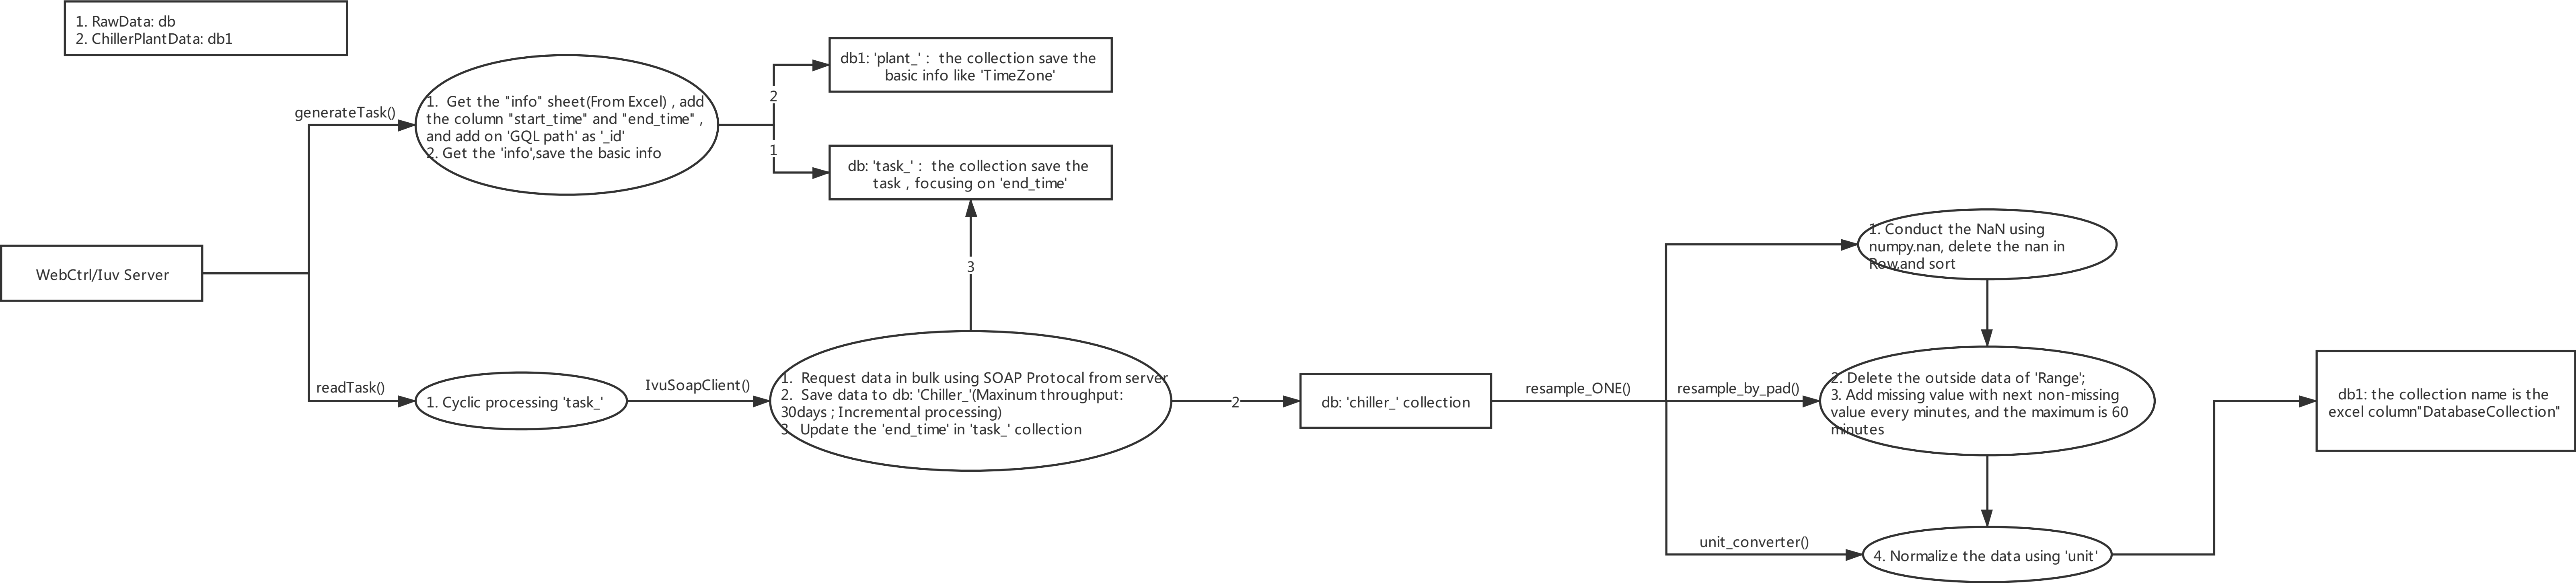 1. RawData: db
2. ChillerPlantData: db1
generateTask()
1.  Get the "info" sheet(From Excel) , add
the column "start_time" and "end_time" ,
and add on 'GQL path' as '_id'
2. Get the 'info',save the basic info
2
1
db1: 'plant_' :  the collection save the
basic info like 'TimeZone'
db: 'task_' :  the collection save the
task , focusing on 'end_time'
WebCtrl/Iuv Server
readTask()
1. Cyclic processing 'task_'
IvuSoapClient()
3
1.  Request data in bulk using SOAP Protocal from server
2.  Save data to db: 'Chiller_'(Maxinum throughput:
30days ; Incremental processing)
3.  Update the 'end_time' in 'task_' collection
2
db: 'chiller_' collection
resample_ONE()
1. Conduct the NaN using
numpy.nan, delete the nan in
Row.and sort
resample_by_pad()
2. Delete the outside data of 'Range';
3. Add missing value with next non-missing
value every minutes, and the maximum is 60
minutes
unit_converter()
4. Normalize the data using 'unit'
db1: the collection name is the
excel column"DatabaseCollection"